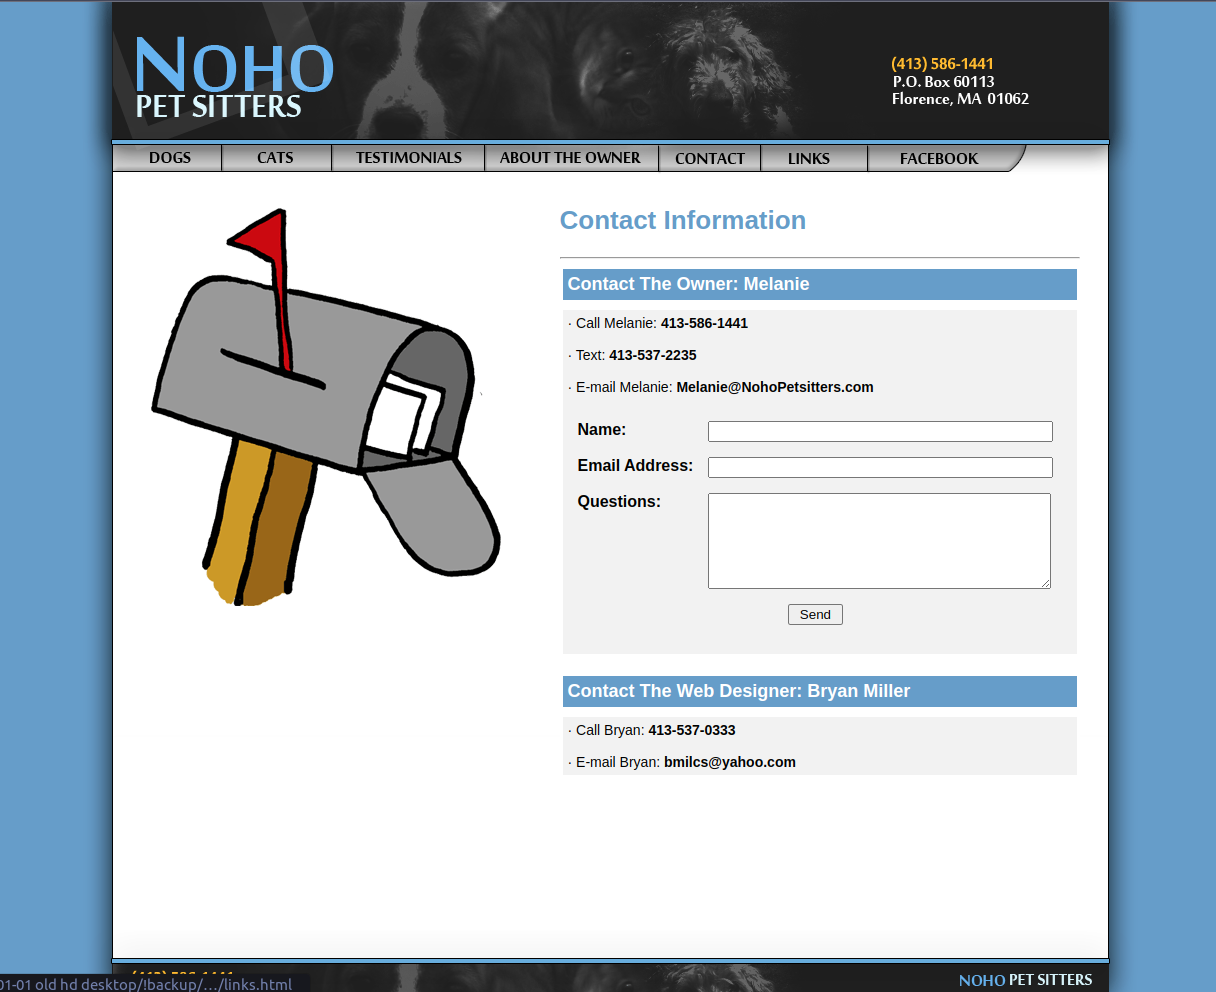 NOHO
PET SITTERS
(413) 586-1441
P.O. Box 60113
Florence, MA 01062
DOGS
CATS
TESTIMONIALS
ABOUT THE OWNER
CONTACT
LINKS
FACEBOOK
Contact Information
Contact The Owner: Melanie
· Call Melanie: 413-586-1441
· Text: 413-537-2235
· E-mail Melanie: Melanie@NohoPetsitters.com
Name:
Email Address:
Questions:
Send
Contact The Web Designer: Bryan Miller
· Call Bryan: 413-537-0333
· E-mail Bryan: bmilcs@yahoo.com
(413) 586-1441
01-01 old hd desktop/!backup/…/links.html
NOHO PET SITTERS